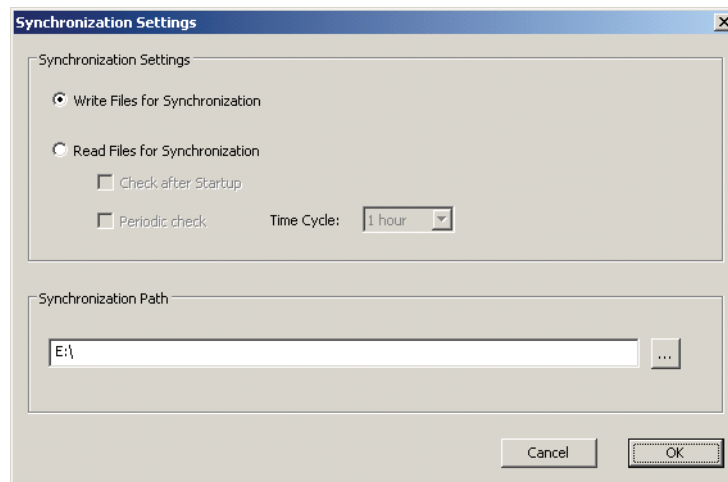 Synchronization Settings
Synchronization Settings
Write Files for Synchronization
Read Files for Synchronization
Check after Startup
Periodic check Time Cycle: 1 hour
Synchronization Path
E:\
...
Cancel OK